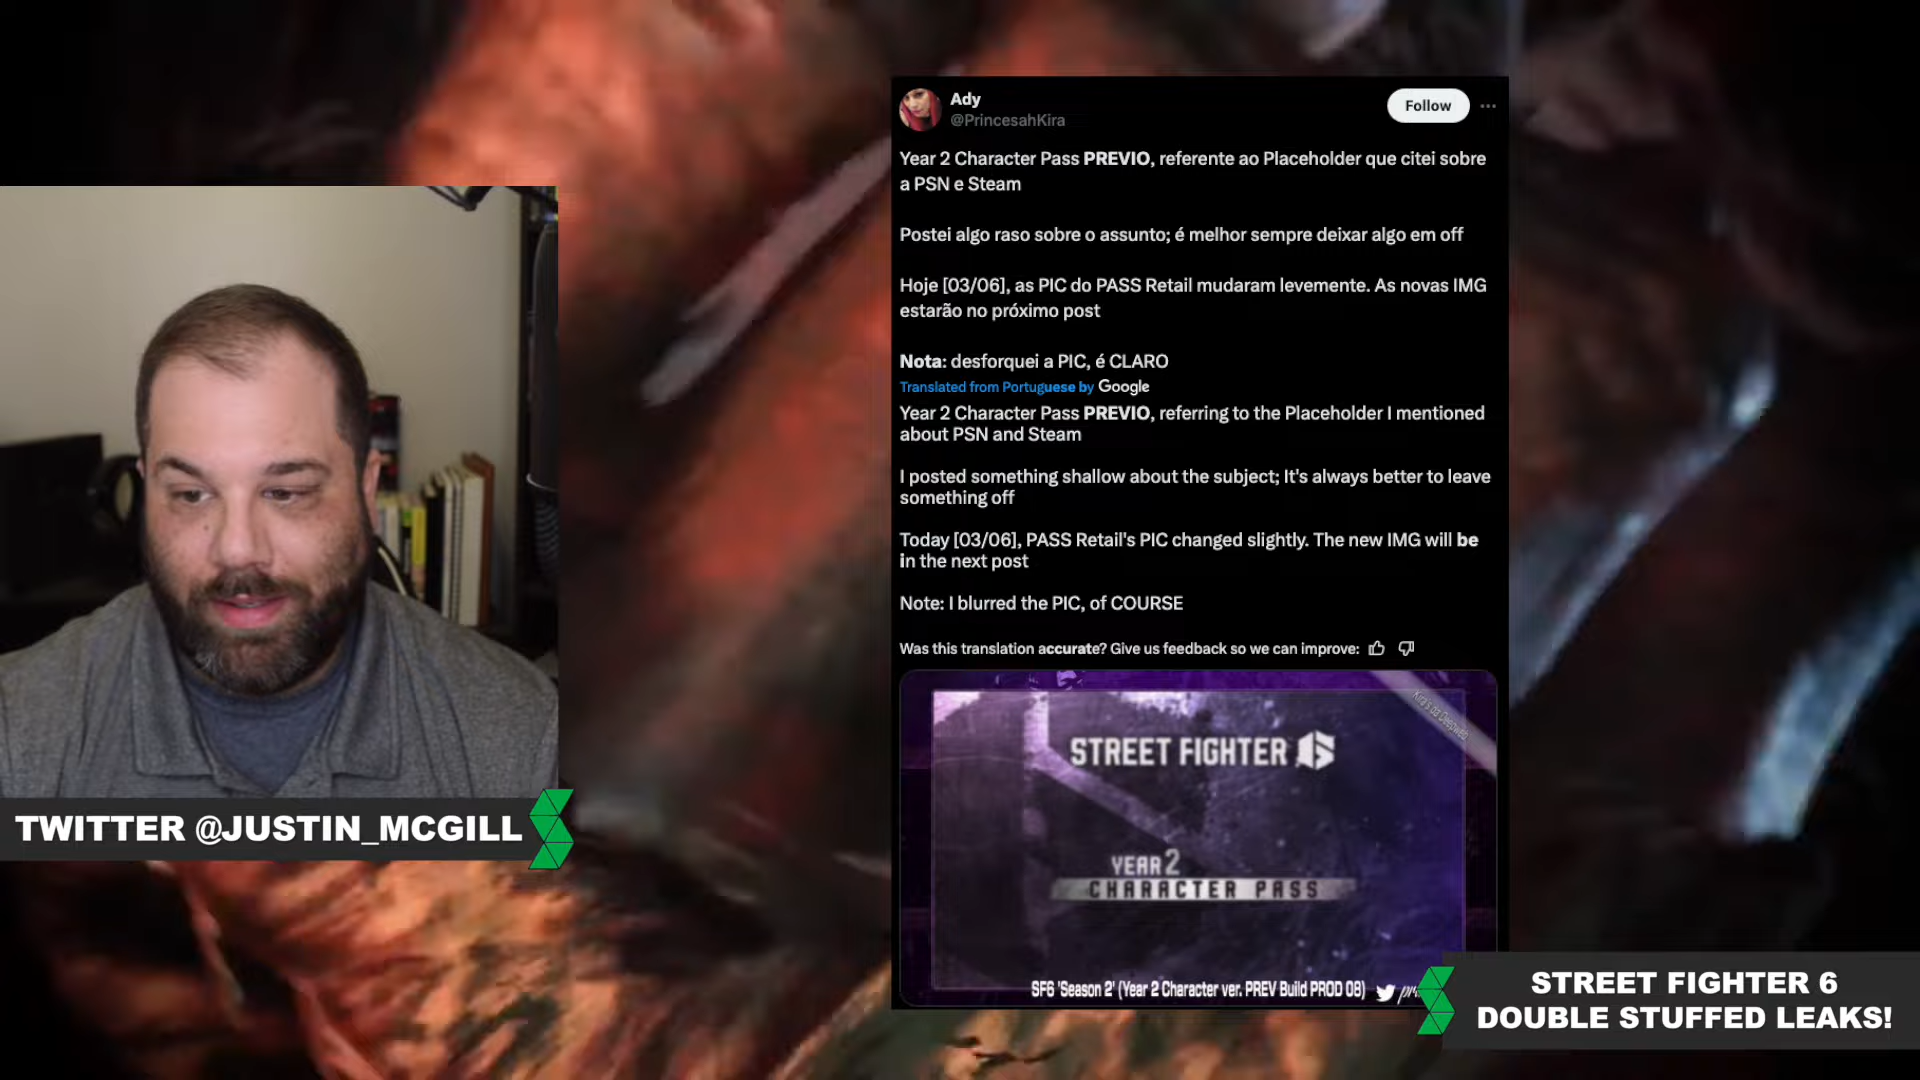 Ady
@PrincesahKira
Follow
Year 2 Character Pass PREVIO, referente ao Placeholder que citei sobre
a PSN e Steam
Postei algo raso sobre o assunto; é melhor sempre deixar algo em off
Hoje [03/06], as PIC do PASS Retail mudaram levemente. As novas IMG
estarão no próximo post
Nota: desforquei a PIC, é CLARO
Translated from Portuguese by Google
Year 2 Character Pass PREVIO, referring to the Placeholder I mentioned
about PSN and Steam
I posted something shallow about the subject; It's always better to leave
something off
Today [03/06], PASS Retail's PIC changed slightly. The new IMG will be
in the next post
Note: I blurred the PIC, of COURSE
Was this translation accurate? Give us feedback so we can improve:
STREET FIGHTER 6
YEAR 2
CHARACTER PASS
SF6 'Season 2' (Year 2 Character ver. PREV Build PROD 08)
TWITTER @JUSTIN_MCGILL
STREET FIGHTER 6
DOUBLE STUFFED LEAKS!